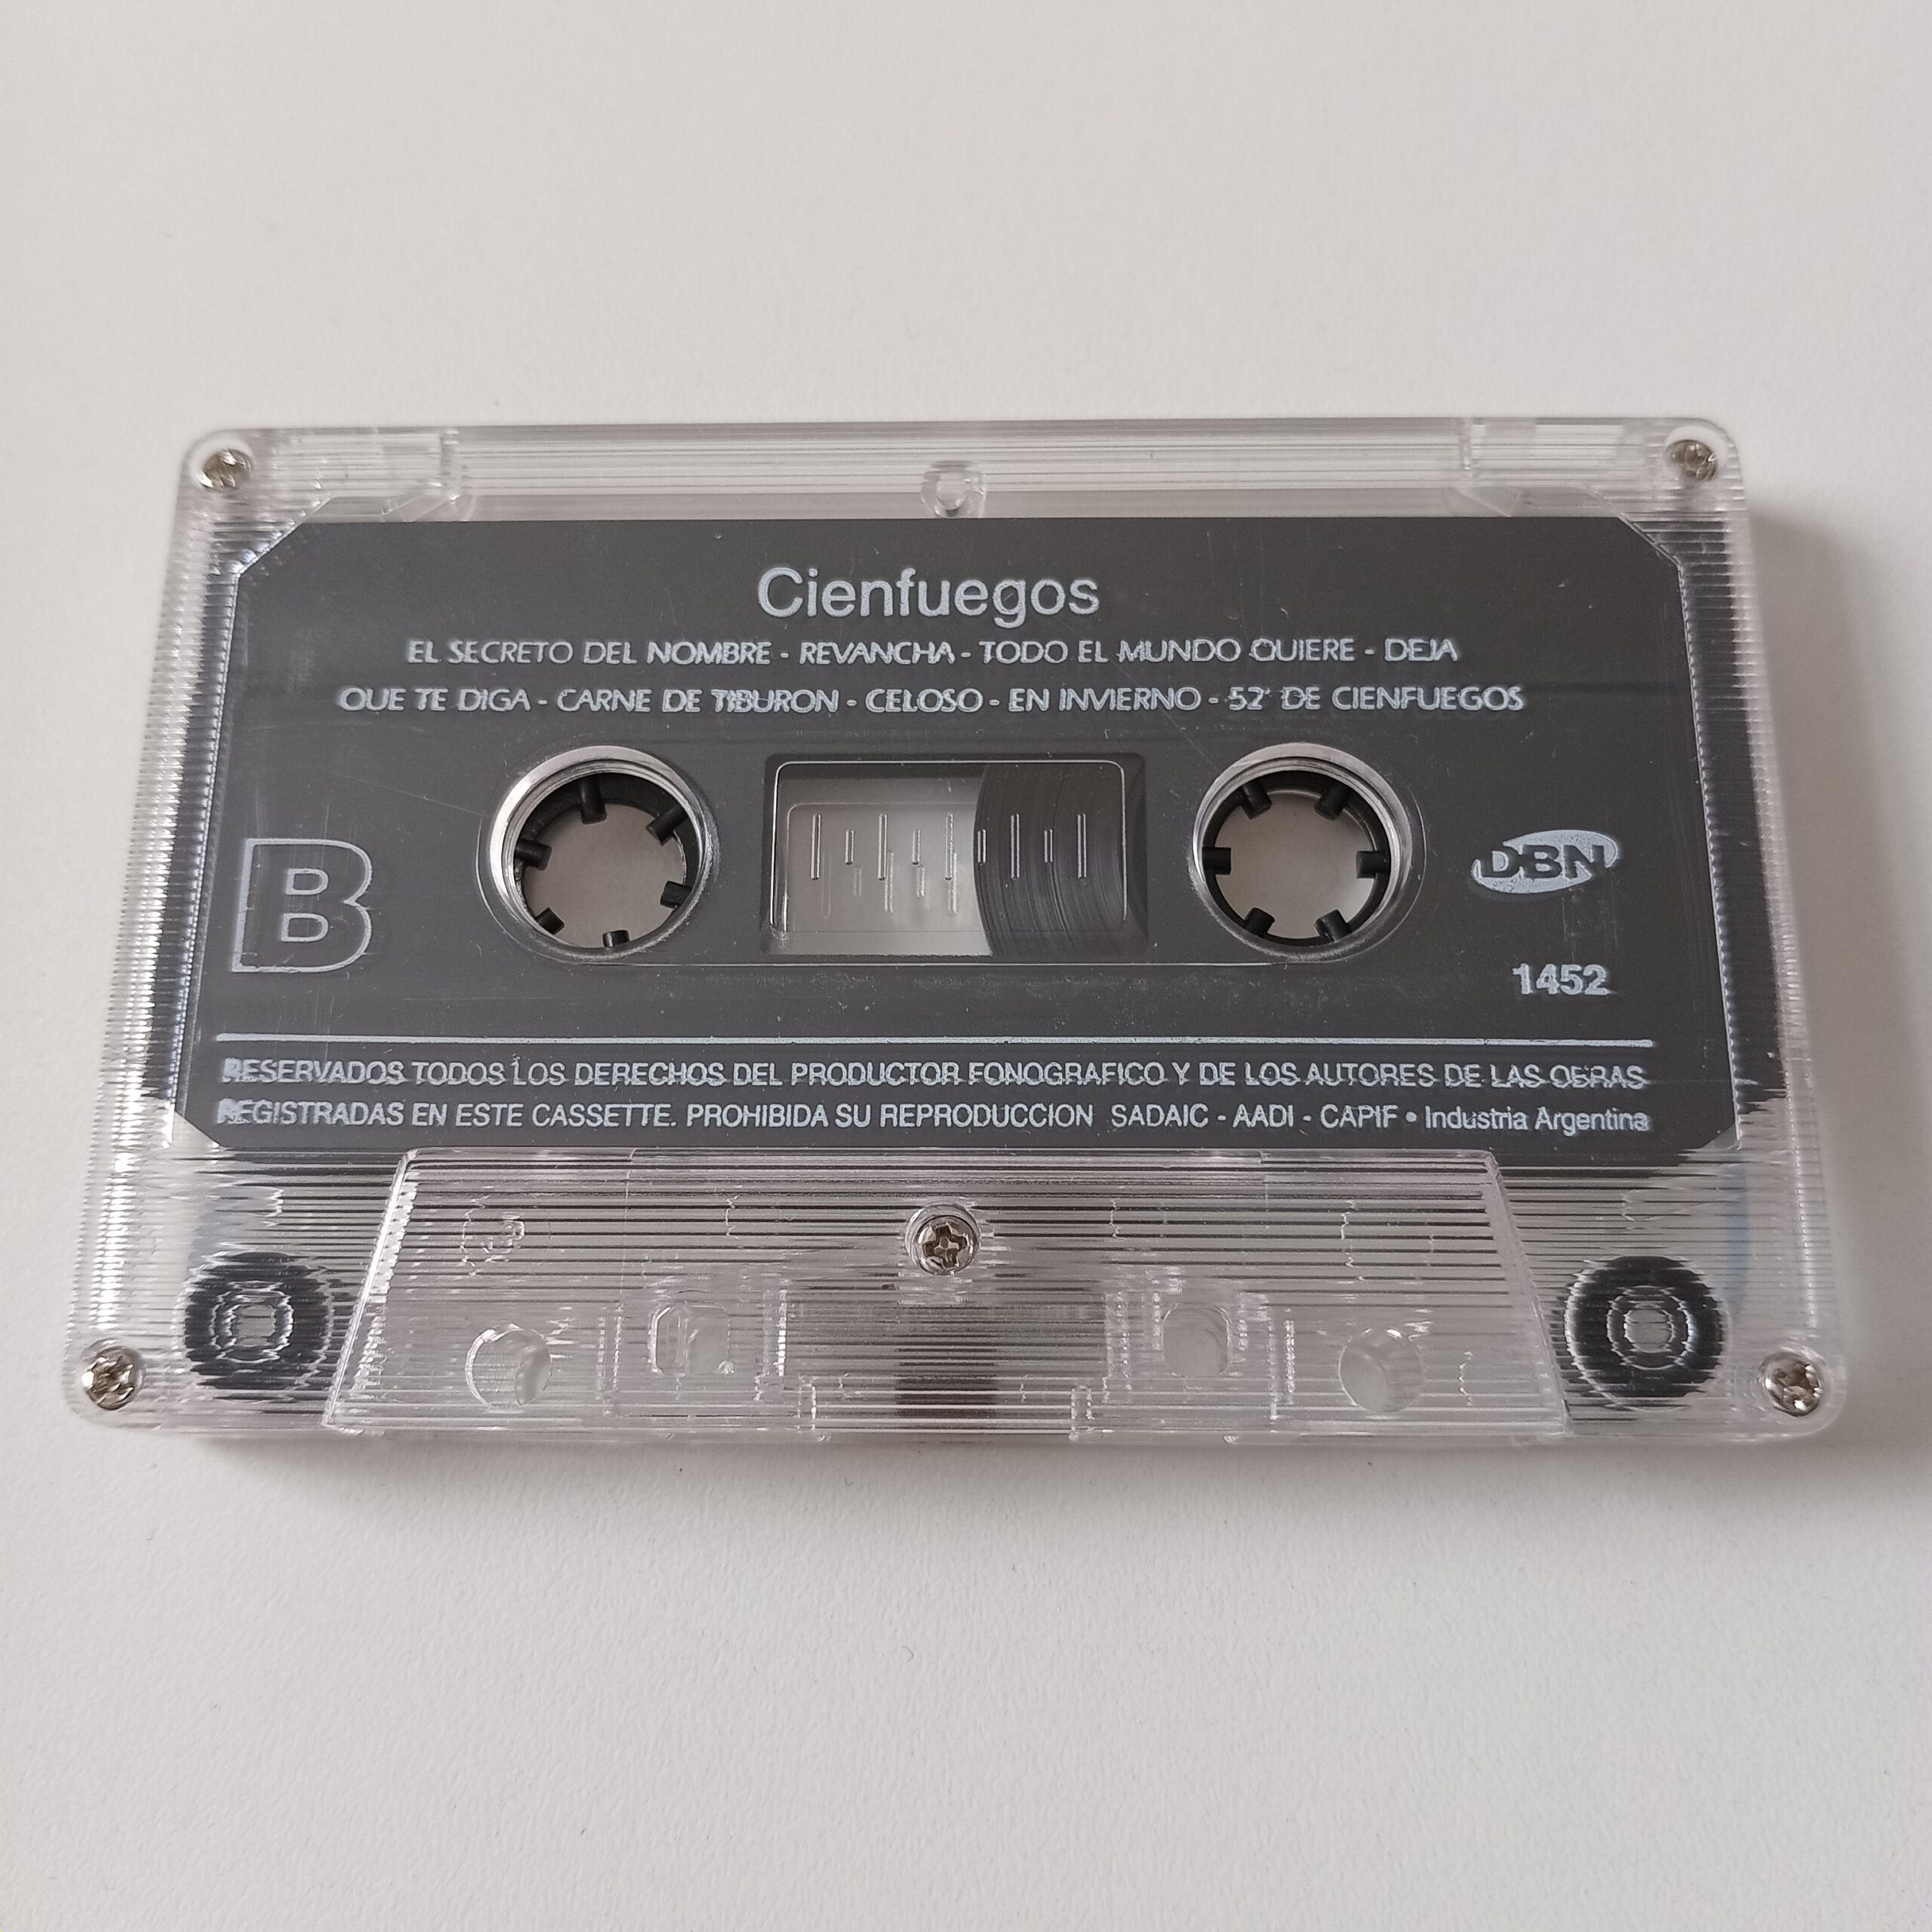 Cienfuegos
EL SECRETO DEL NOMBRE - REVANCHA - TODO EL MUNDO QUIERE - DEJA
QUE TE DIGA - CARNE DE TIBURON - CELOSO - EN INVIERNO - 52' DE CIENFUEGOS
B
DBN
1452
RESERVADOS TODOS LOS DERECHOS DEL PRODUCTOR FONOGRAFICO Y DE LOS AUTORES DE LAS OBRAS
REGISTRADAS EN ESTE CASSETTE. PROHIBIDA SU REPRODUCCION SADAIC - AADI - CAPIF • Industria Argentina